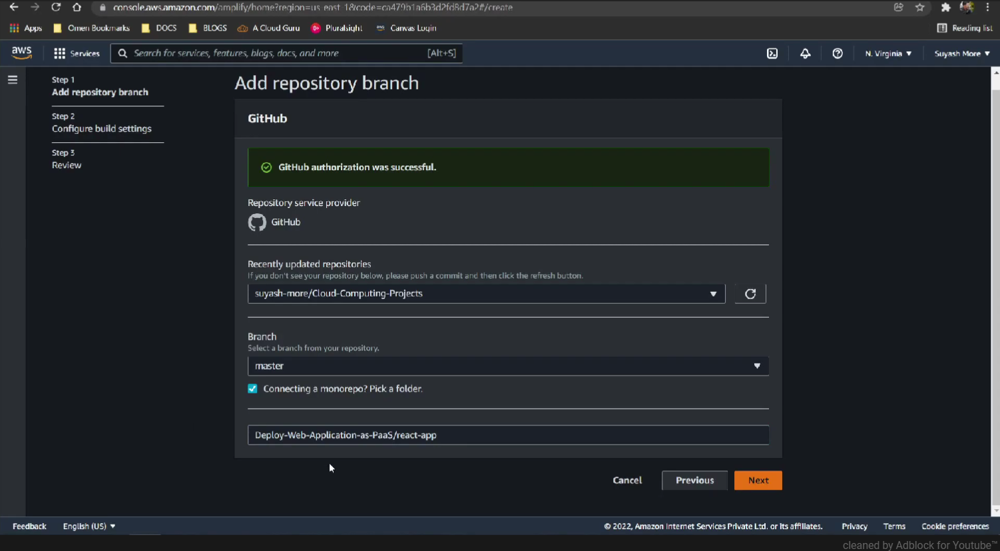 console.aws.amazon.com/amplify/home?region=us-east-1&code=ca479b1a6b3d2fd8d7a2#/create
Apps Omen Bookmarks DOCS BLOGS A Cloud Guru Pluralsight aws Canvas Login Reading list
aws Services Search for services, features, blogs, docs, and more [Alt+S] N. Virginia ▼ Suyash More ▼
Step 1
Add repository branch
Step 2
Configure build settings
Step 3
Review
Add repository branch
GitHub
GitHub authorization was successful.
Repository service provider
GitHub
Recently updated repositories
If you don't see your repository below, please push a commit and then click the refresh button.
suyash-more/Cloud-Computing-Projects
Branch
Select a branch from your repository.
master
Connecting a monorepo? Pick a folder.
Deploy-Web-Application-as-PaaS/react-app
Cancel Previous Next
Feedback English (US) ▼ © 2022, Amazon Internet Services Private Ltd. or its affiliates. Privacy Terms Cookie preferences
cleaned by Adblock for Youtube™